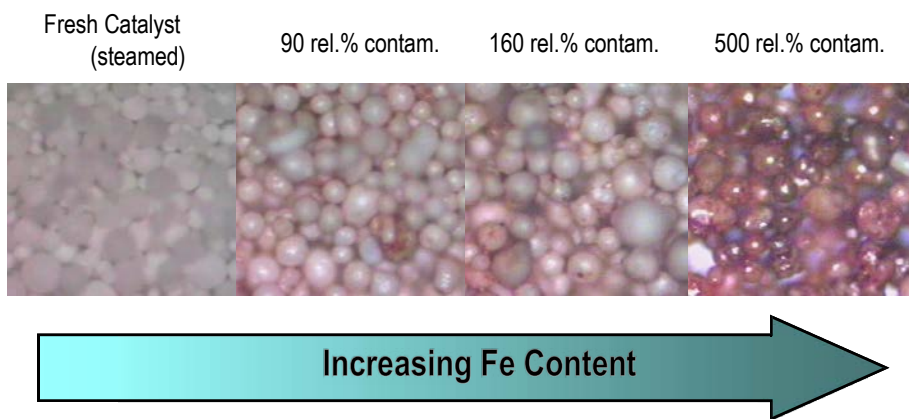 Fresh Catalyst
(steamed)
90 rel.% contam.
160 rel.% contam.
500 rel.% contam.
Increasing Fe Content